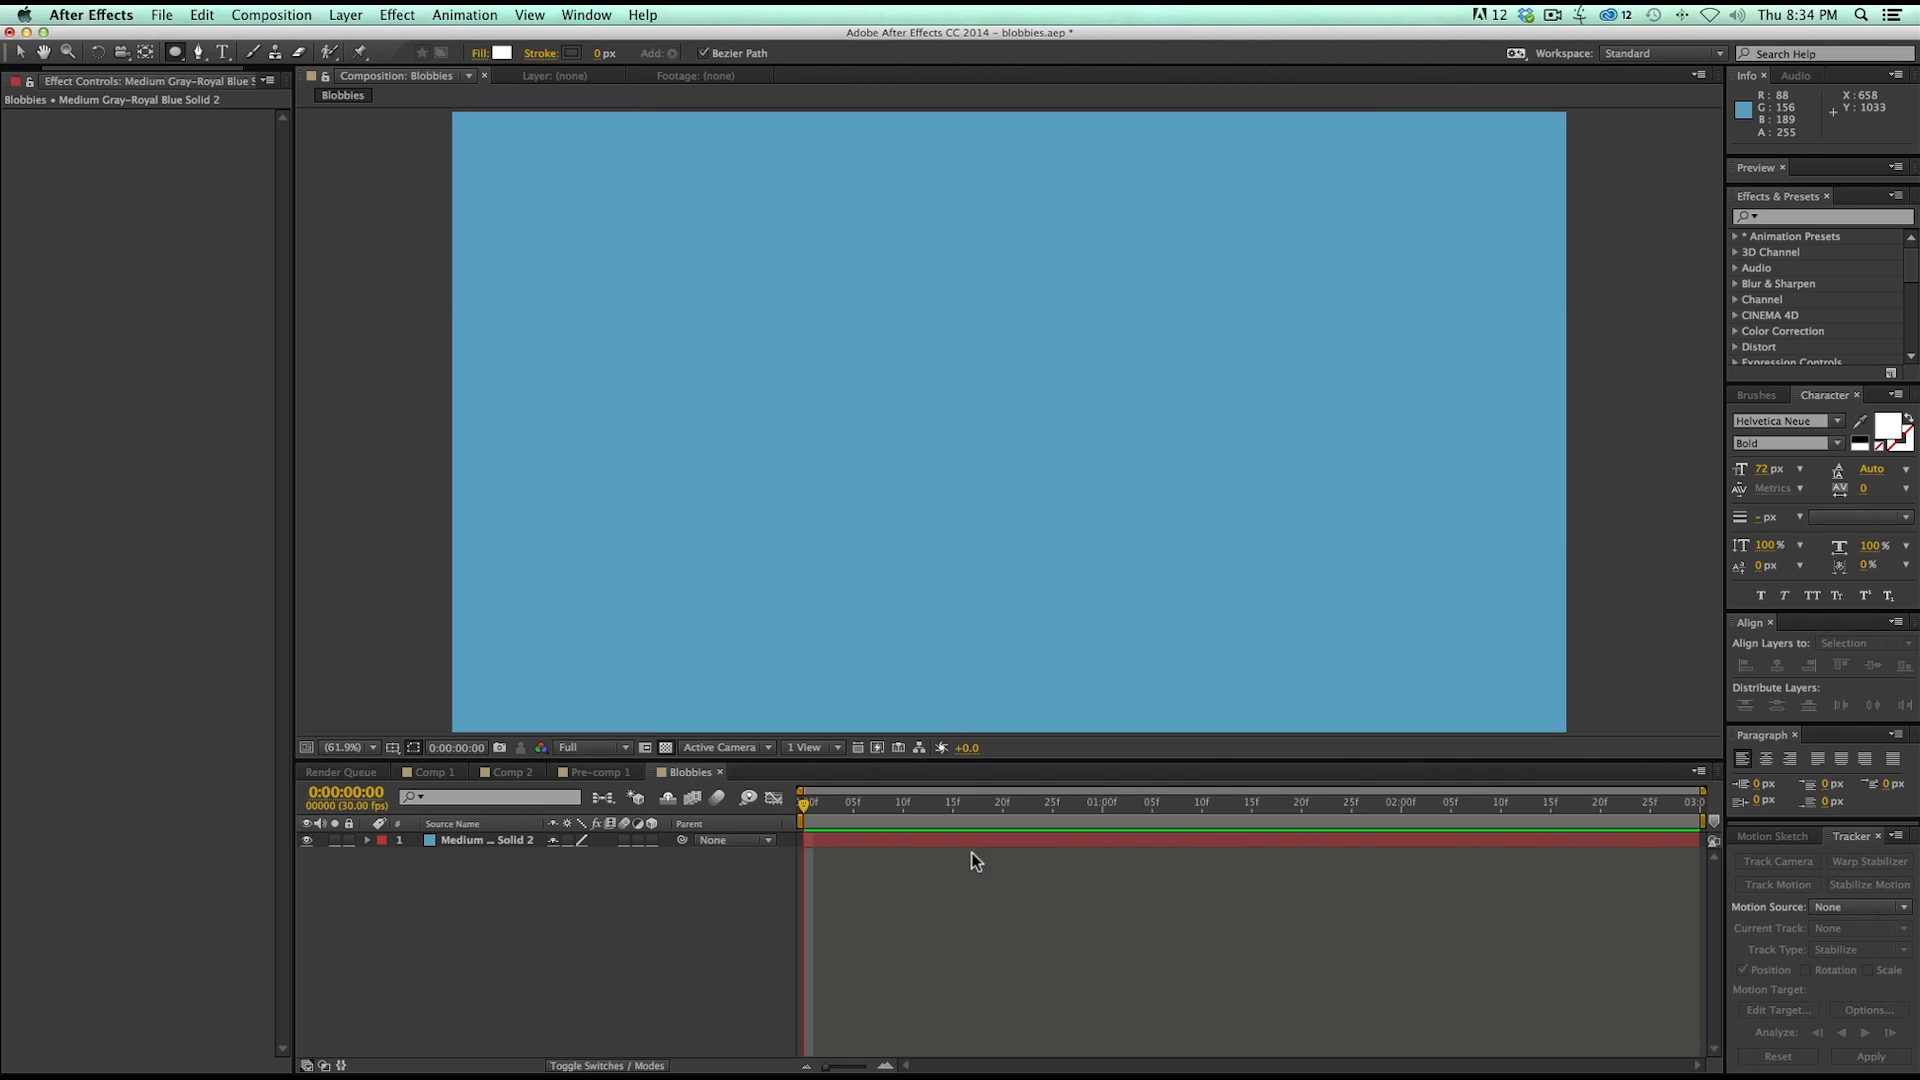 After Effects File Edit Composition Layer Effect Animation View Window Help 12 12 Thu 8:34 PM
Adobe After Effects CC 2014 - blobbies.aep *
Fill: Stroke: 0 px Add: Bezier Path Workspace: Standard Search Help
Effect Controls: Medium Gray-Royal Blue S
Composition: Blobbies Layer: (none) Footage: (none)
Info Audio
Blobbies • Medium Gray-Royal Blue Solid 2
Blobbies
R: 88 X: 658
G: 156 Y: 1033
B: 189
A: 255
Preview
Effects & Presets
* Animation Presets
3D Channel
Audio
Blur & Sharpen
Channel
CINEMA 4D
Color Correction
Distort
Expression Controls
Brushes Character
Helvetica Neue
Bold
72 px Auto
Metrics 0
- px
100 % 100 %
0 px 0 %
T T TT Tr T¹ T₁
Align
Align Layers to: Selection
Distribute Layers:
Paragraph
0 px 0 px 0 px
0 px 0 px
(61.9%) 0:00:00:00 Full Active Camera 1 View +0.0
Render Queue Comp 1 Comp 2 Pre-comp 1 Blobbies
0:00:00:00
00000 (30.00 fps)
00f 05f 10f 15f 20f 25f 01:00f 05f 10f 15f 20f 25f 02:00f 05f 10f 15f 20f 25f 03:0
# Source Name fx Parent
1 Medium ... Solid 2 None
Toggle Switches / Modes
Motion Sketch Tracker
Track Camera Warp Stabilizer
Track Motion Stabilize Motion
Motion Source: None
Current Track: None
Track Type: Stabilize
Position Rotation Scale
Motion Target:
Edit Target... Options...
Analyze:
Reset Apply